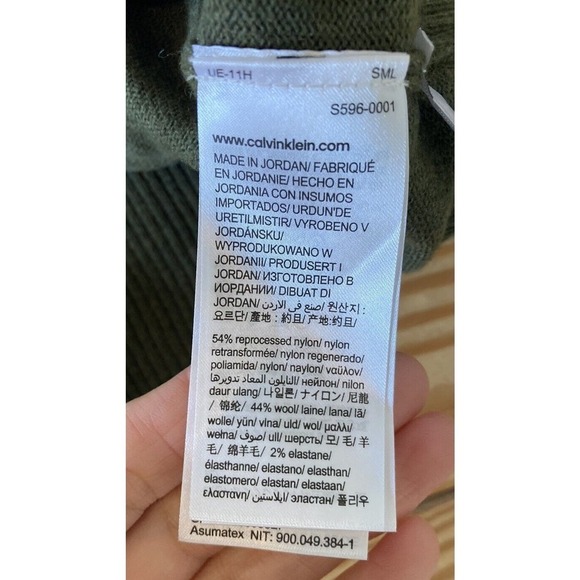 UE-11H SML
S596-0001
www.calvinklein.com
MADE IN JORDAN/ FABRIQUÉ
EN JORDANIE/ HECHO EN
JORDANIA CON INSUMOS
IMPORTADOS/ URDUN'DE
URETILMISTIR/ VYROBENO V
JORDÁNSKU/
WYPRODUKOWANO W
JORDANII/ PRODUSERT I
JORDAN/ ИЗГОТОВЛЕНО В
ИОРДАНИИ/ DIBUAT DI
JORDAN/ صنع في الاردن/ 원산지 :
요르단/ 產地 : 約旦/ 产地:约旦/
54% reprocessed nylon/ nylon
retransformée/ nylon regenerado/
poliamida/ nylon/ naylon/ ναϋλον/
النايلون المعاد تدويرها/ нейлон/ nilon
daur ulang/ 나일론/ ナイロン/ 尼龍
/ 锦纶/ 44% wool/ laine/ lana/ lã/
wolle/ yün/ vlna/ uld/ wol/ μαλλι/
wełna/ صوف/ ull/ шерсть/ 모/ 毛/ 羊
毛/ 绵羊毛/ 2% elastane/
élasthanne/ elastano/ elasthan/
elastomero/ elastan/ elastaan/
ελαστανη/ ايلاستين/ эластан/ 폴리우
Asumatex NIT: 900.049.384-1